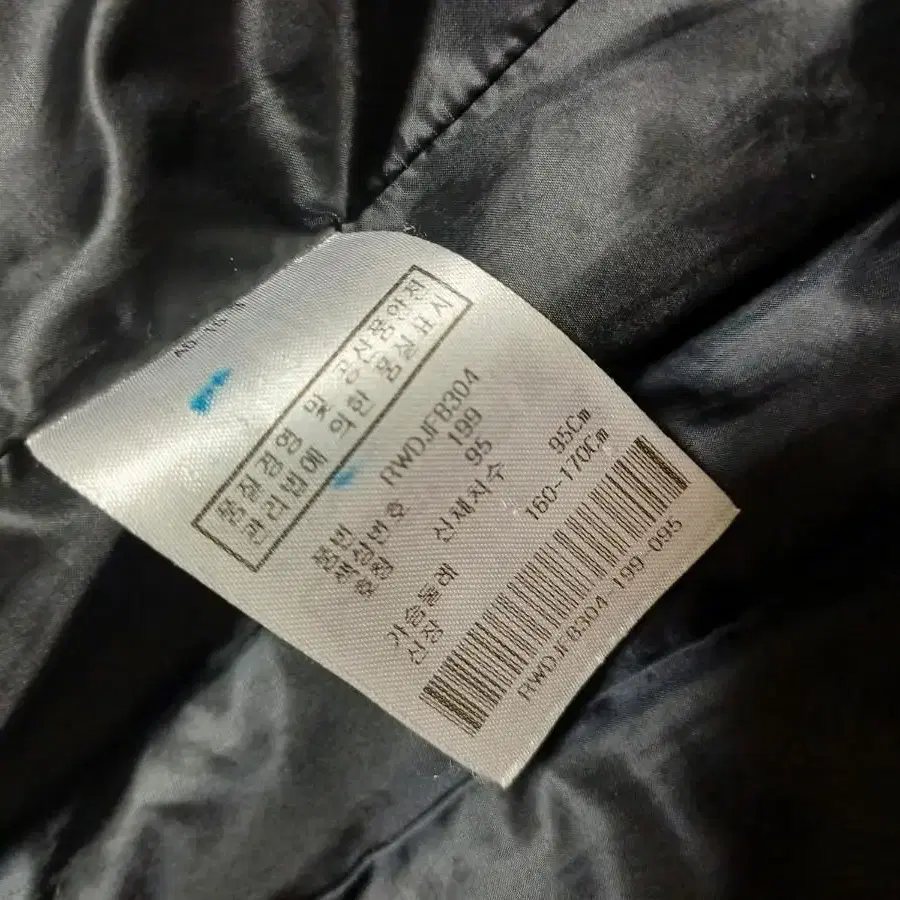 품질경영 및 공산품안전
관리법에 의한 품질표시
품번 RWDJFB304
색상번호 199
호칭 95
신체치수
가슴둘레 95Cm
신장 160~170Cm
RWDJFB304-199-095